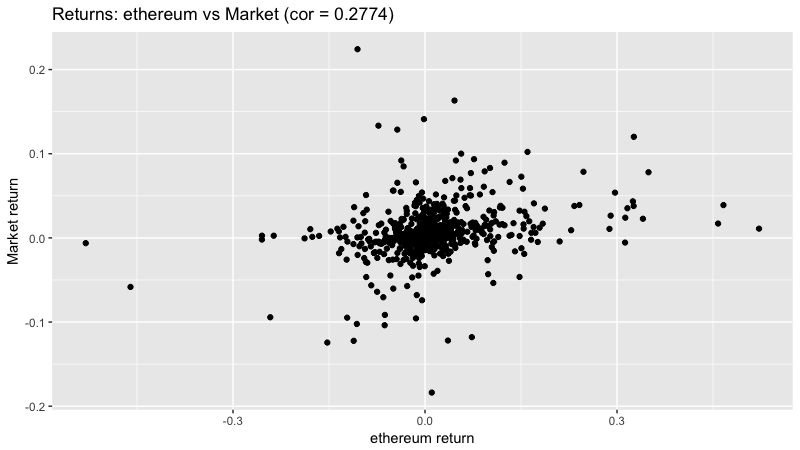 Returns: ethereum vs Market (cor = 0.2774)
0.2
0.1
0.0
-0.1
-0.2
Market return
-0.3
0.0
0.3
ethereum return